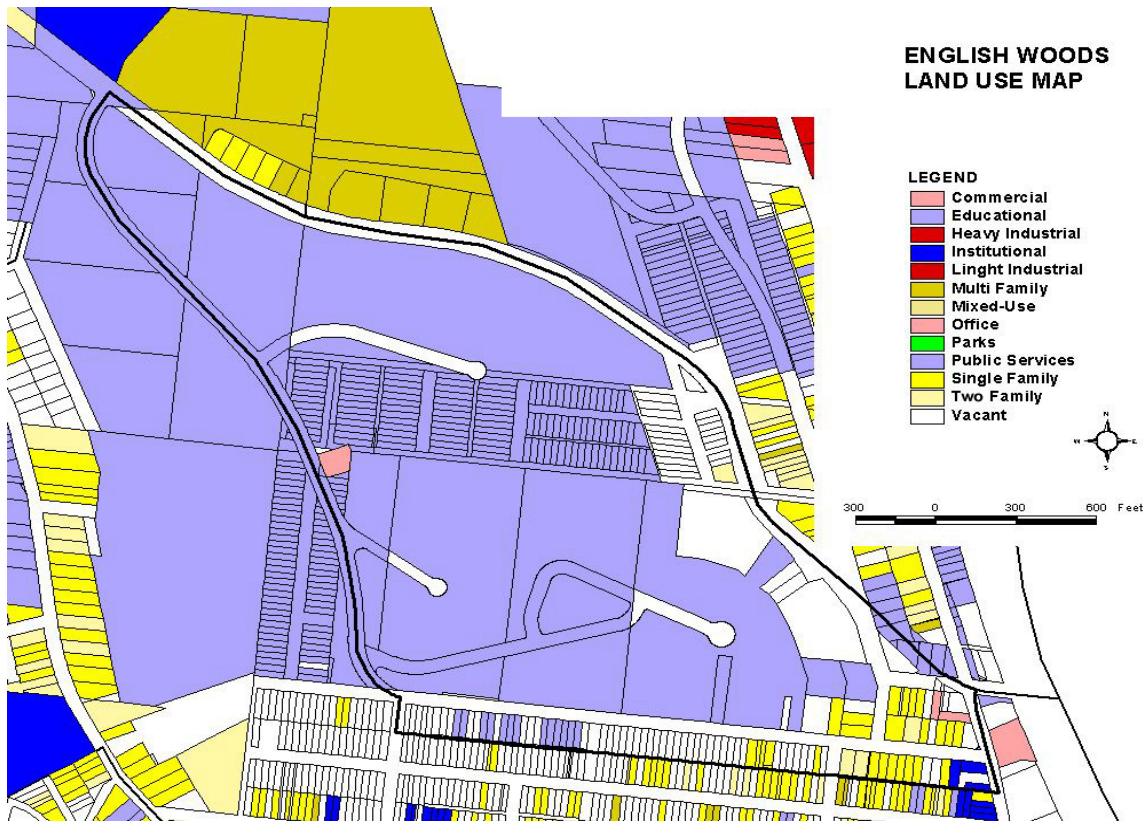 ENGLISH WOODS
LAND USE MAP
LEGEND
Commercial
Educational
Heavy Industrial
Institutional
Linght Industrial
Multi Family
Mixed-Use
Office
Parks
Public Services
Single Family
Two Family
Vacant
N
W E
S
300 0 300 600 Feet